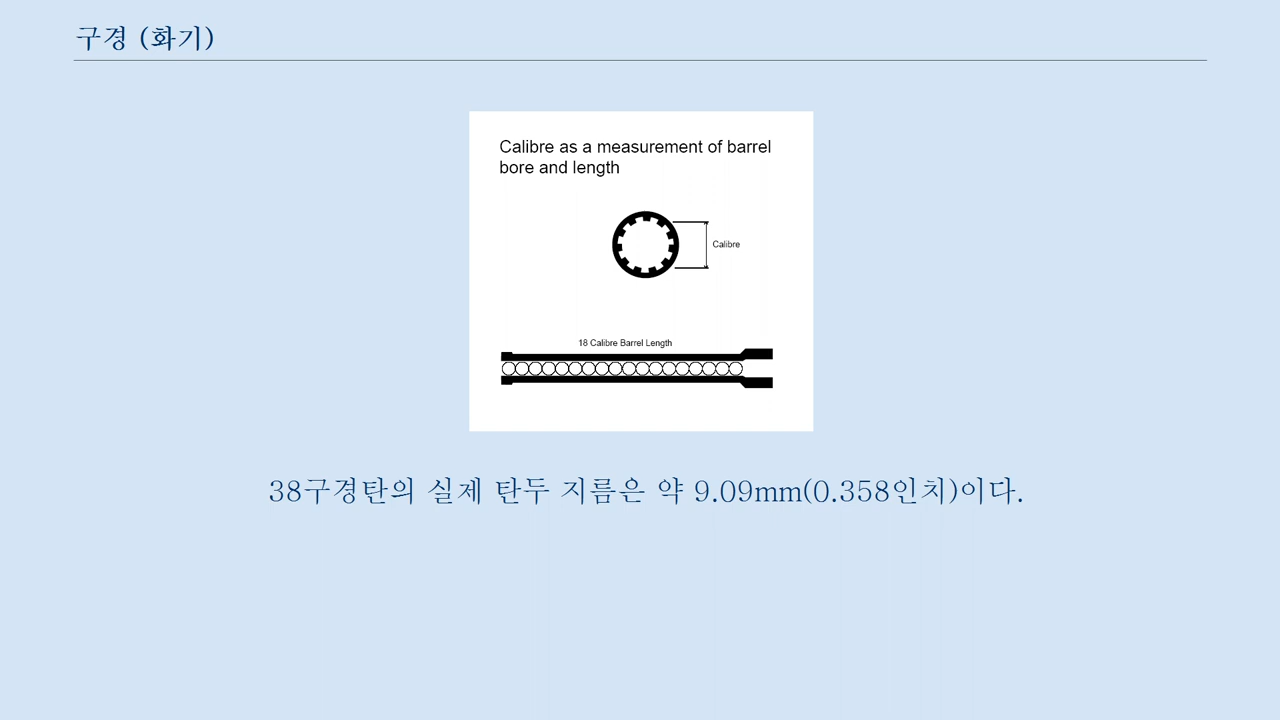 구경 (화기)
Calibre as a measurement of barrel
bore and length
Calibre
18 Calibre Barrel Length
38구경탄의 실제 탄두 지름은 약 9.09mm(0.358인치)이다.